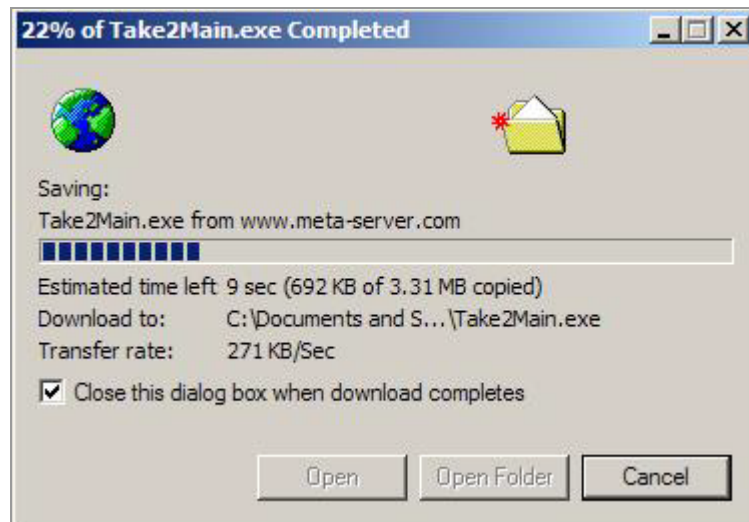 22% of Take2Main.exe Completed
Saving:
Take2Main.exe from www.meta-server.com
Estimated time left 9 sec (692 KB of 3.31 MB copied)
Download to: C:\Documents and S...\Take2Main.exe
Transfer rate: 271 KB/Sec
Close this dialog box when download completes
Open Open Folder Cancel